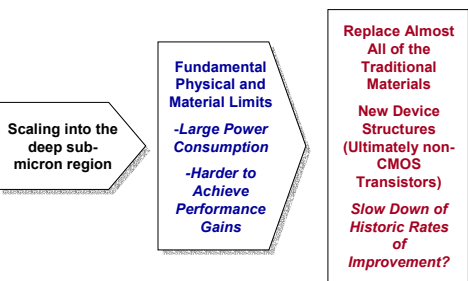 Scaling into the
deep sub-
micron region
Fundamental
Physical and
Material Limits
-Large Power
Consumption
-Harder to
Achieve
Performance
Gains
Replace Almost
All of the
Traditional
Materials
New Device
Structures
(Ultimately non-
CMOS
Transistors)
Slow Down of
Historic Rates
of
Improvement?